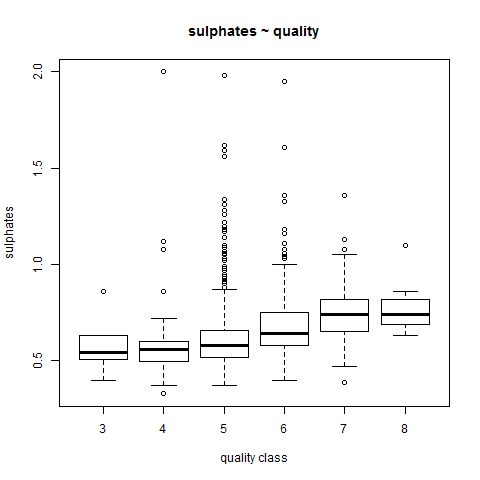 sulphates ~ quality
2.0
1.5
1.0
0.5
sulphates
3 4 5 6 7 8
quality class